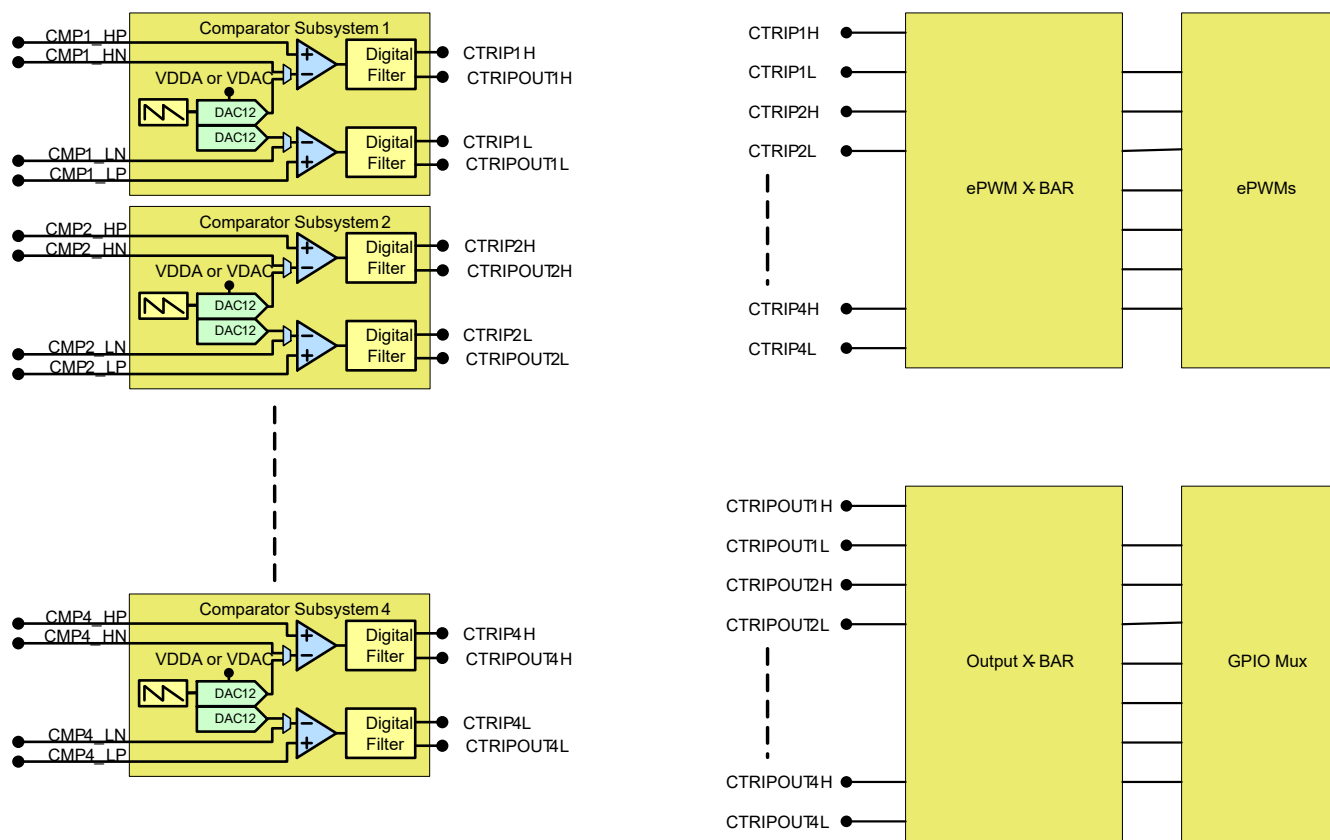 Comparator Subsystem 1
CMP1_HP
CMP1_HN
VDDA or VDAC
DAC12
DAC12
Digital
Filter
Digital
Filter
CMP1_LN
CMP1_LP
CTRIP1H
CTRIPOUT1H
CTRIP1L
CTRIPOUT1L
Comparator Subsystem 2
CMP2_HP
CMP2_HN
VDDA or VDAC
DAC12
DAC12
Digital
Filter
Digital
Filter
CMP2_LN
CMP2_LP
CTRIP2H
CTRIPOUT2H
CTRIP2L
CTRIPOUT2L
Comparator Subsystem 4
CMP4_HP
CMP4_HN
VDDA or VDAC
DAC12
DAC12
Digital
Filter
Digital
Filter
CMP4_LN
CMP4_LP
CTRIP4H
CTRIPOUT4H
CTRIP4L
CTRIPOUT4L
CTRIP1H
CTRIP1L
CTRIP2H
CTRIP2L
CTRIP4H
CTRIP4L
ePWM X-BAR
ePWMs
CTRIPOUT1H
CTRIPOUT1L
CTRIPOUT2H
CTRIPOUT2L
CTRIPOUT4H
CTRIPOUT4L
Output X-BAR
GPIO Mux